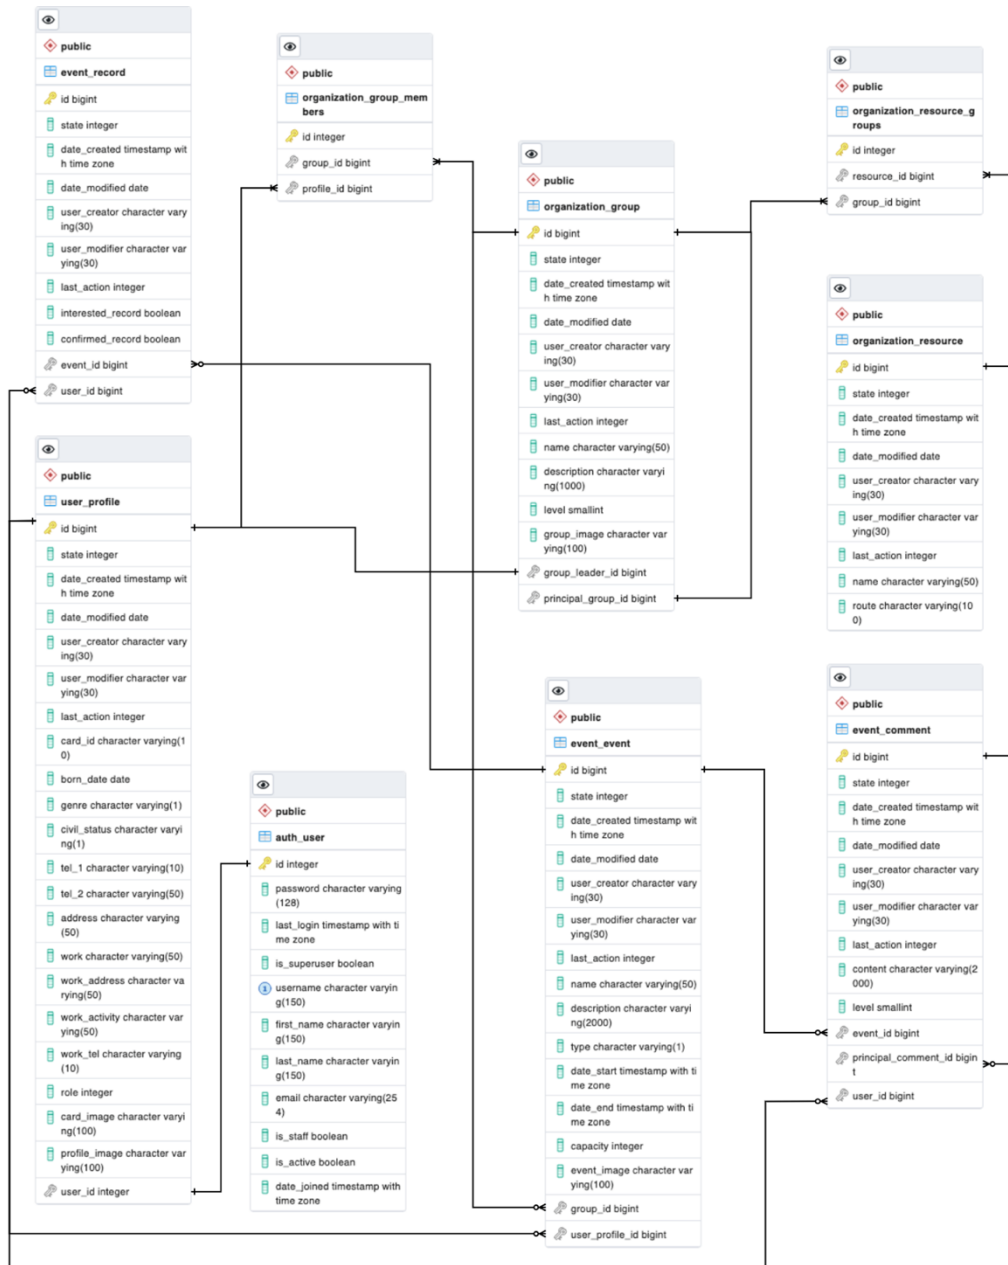 public
event_record
id bigint
state integer
date_created timestamp wit
h time zone
date_modified date
user_creator character vary
ing(30)
user_modifier character var
ying(30)
last_action integer
interested_record boolean
confirmed_record boolean
event_id bigint
user_id bigint
public
organization_group_mem
bers
id integer
group_id bigint
profile_id bigint
public
organization_group
id bigint
state integer
date_created timestamp wit
h time zone
date_modified date
user_creator character vary
ing(30)
user_modifier character var
ying(30)
last_action integer
name character varying(50)
description character varyi
ng(1000)
level smallint
group_image character var
ying(100)
group_leader_id bigint
principal_group_id bigint
public
organization_resource_g
roups
id integer
resource_id bigint
group_id bigint
public
organization_resource
id bigint
state integer
date_created timestamp wit
h time zone
date_modified date
user_creator character vary
ing(30)
user_modifier character var
ying(30)
last_action integer
name character varying(50)
route character varying(10
0)
public
user_profile
id bigint
state integer
date_created timestamp wit
h time zone
date_modified date
user_creator character vary
ing(30)
user_modifier character var
ying(30)
last_action integer
card_id character varying(1
0)
born_date date
genre character varying(1)
civil_status character varyi
ng(1)
tel_1 character varying(10)
tel_2 character varying(50)
address character varying
(50)
work character varying(50)
work_address character va
rying(50)
work_activity character var
ying(50)
work_tel character varying
(10)
role integer
card_image character varyi
ng(100)
profile_image character var
ying(100)
user_id integer
public
auth_user
id integer
password character varying
(128)
last_login timestamp with ti
me zone
is_superuser boolean
1
username character varyin
g(150)
first_name character varyin
g(150)
last_name character varyin
g(150)
email character varying(25
4)
is_staff boolean
is_active boolean
date_joined timestamp with
time zone
public
event_event
id bigint
state integer
date_created timestamp wit
h time zone
date_modified date
user_creator character vary
ing(30)
user_modifier character var
ying(30)
last_action integer
name character varying(50)
description character varyi
ng(2000)
type character varying(1)
date_start timestamp with ti
me zone
date_end timestamp with ti
me zone
capacity integer
event_image character var
ying(100)
group_id bigint
user_profile_id bigint
public
event_comment
id bigint
state integer
date_created timestamp wit
h time zone
date_modified date
user_creator character vary
ing(30)
user_modifier character var
ying(30)
last_action integer
content character varying(2
000)
level smallint
event_id bigint
principal_comment_id bigin
t
user_id bigint